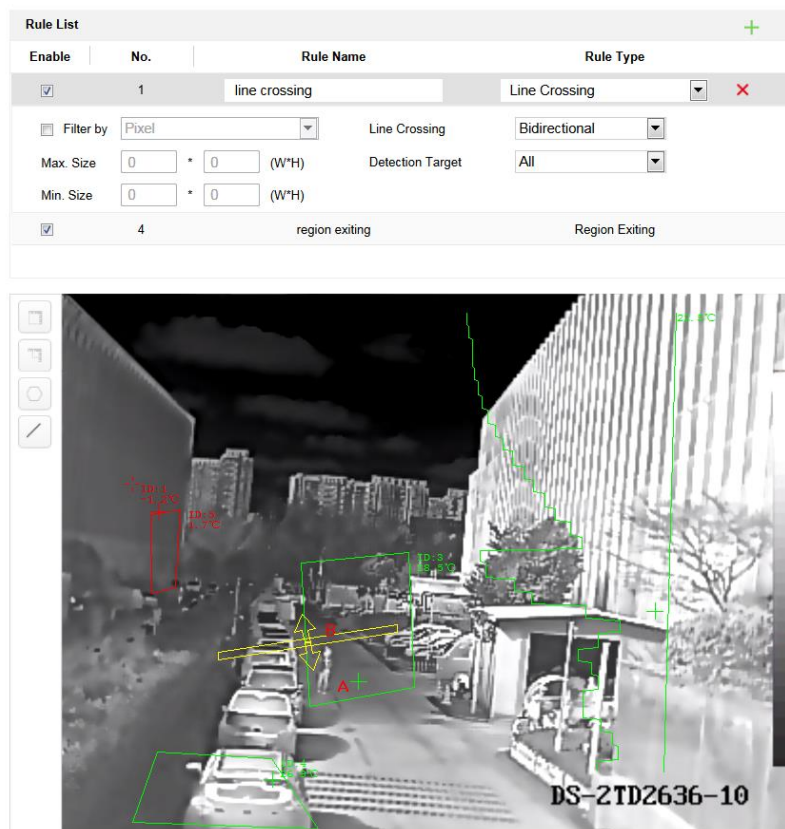 Rule List
Enable No. Rule Name Rule Type
1 line crossing Line Crossing
Filter by Pixel Line Crossing Bidirectional
Max. Size 0 * 0 (W*H) Detection Target All
Min. Size 0 * 0 (W*H)
4 region exiting Region Exiting
ID:3
B
A
DS-2TD2636-10